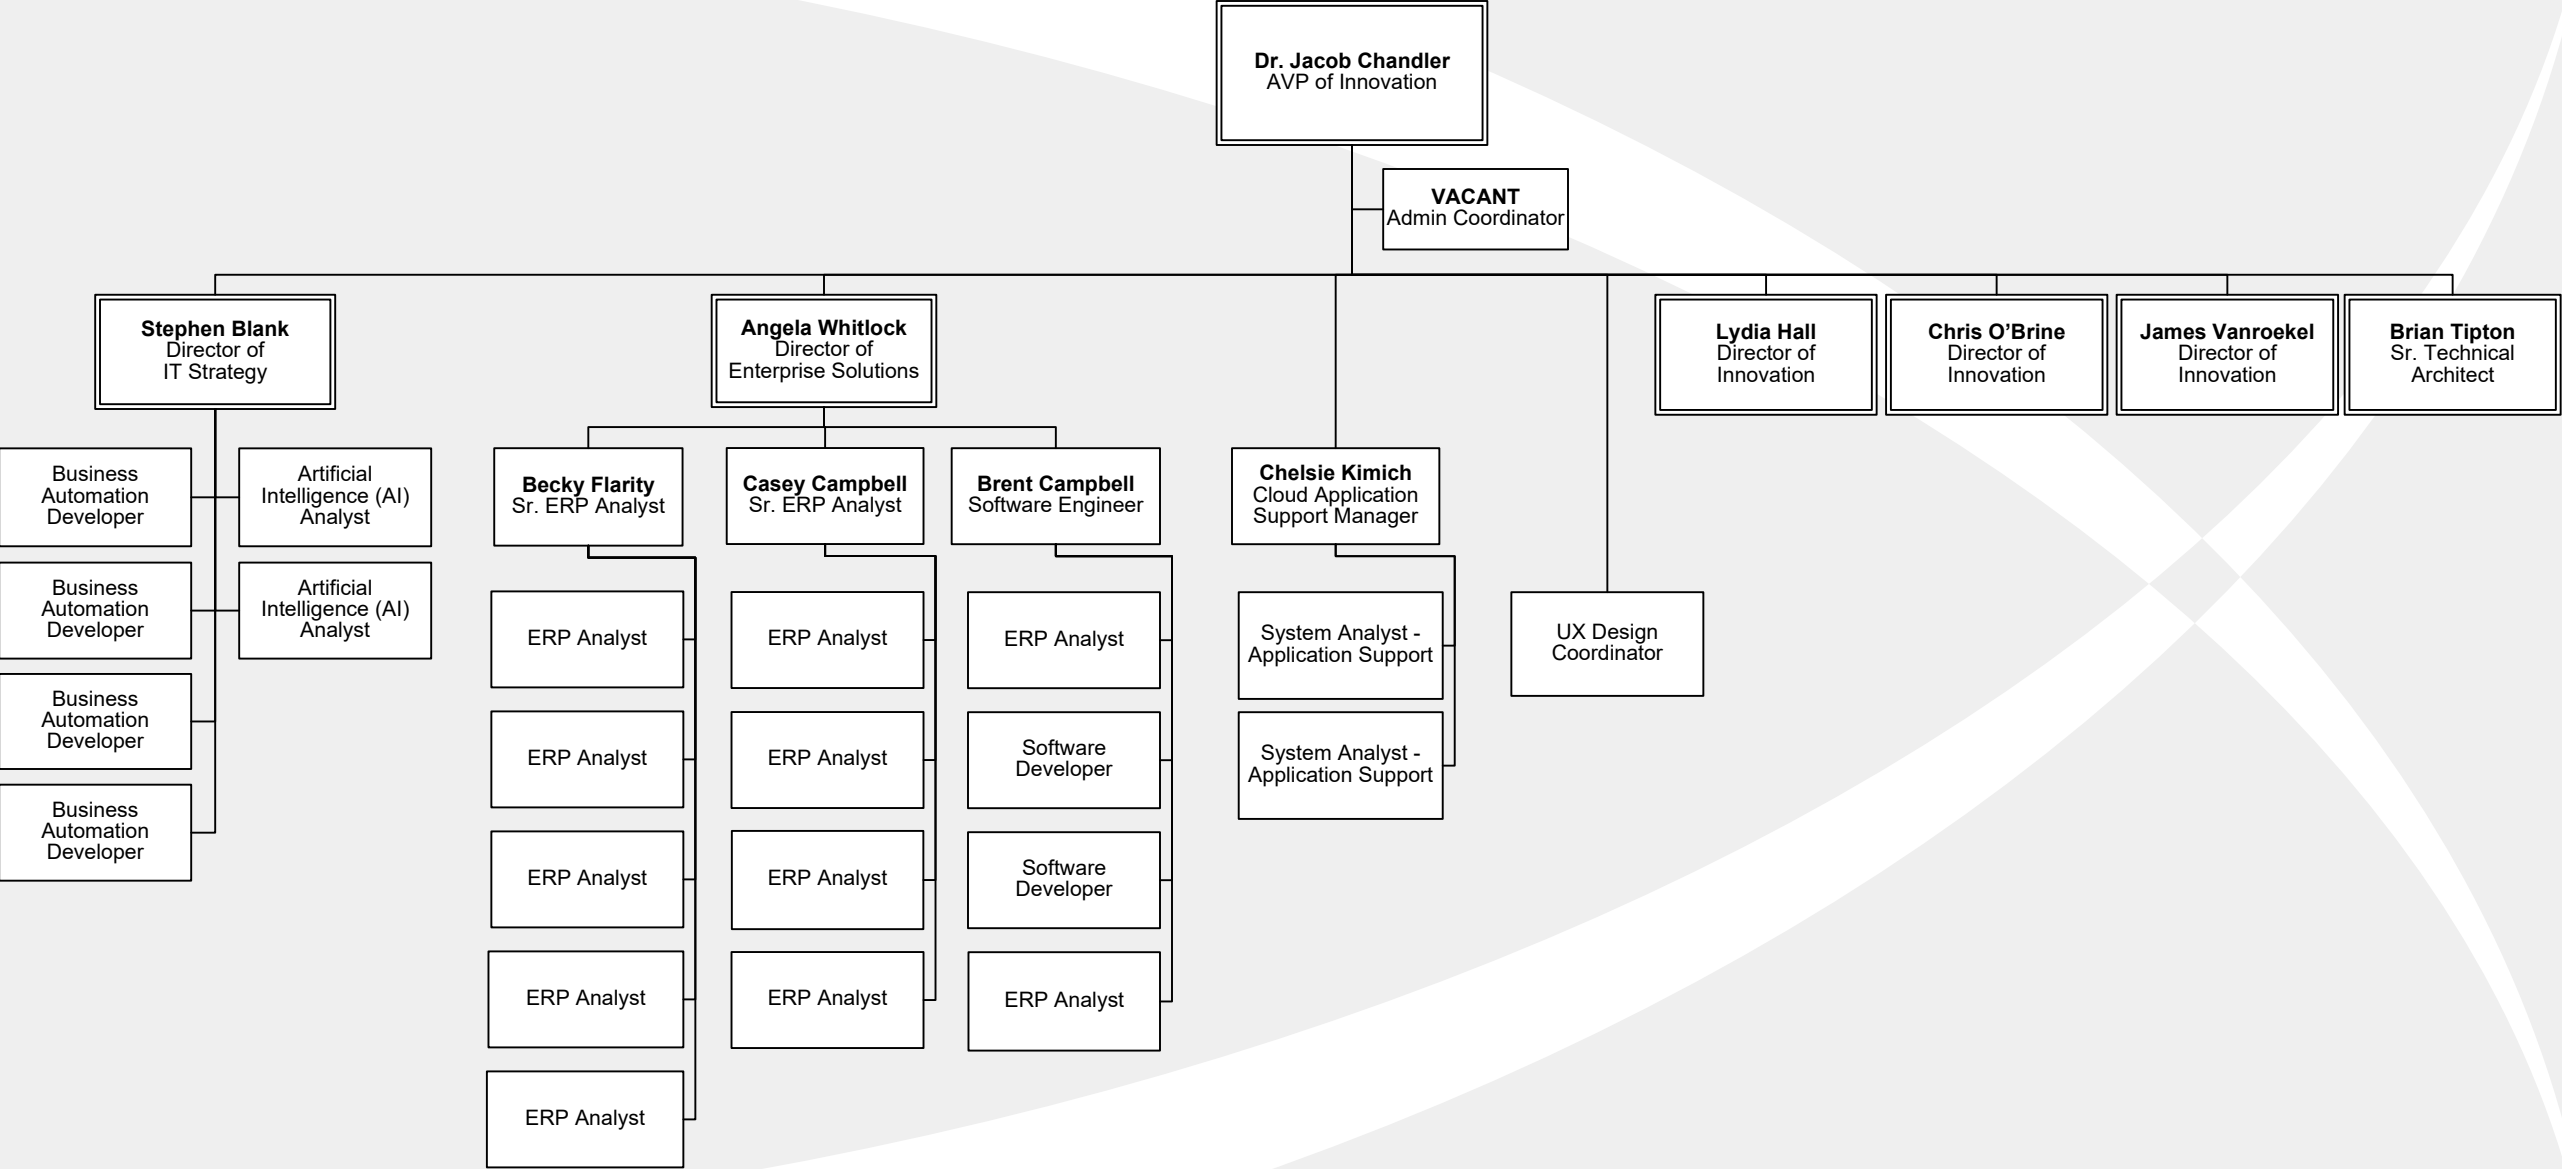 Dr. Jacob Chandler
AVP of Innovation
VACANT
Admin Coordinator
Stephen Blank
Director of
IT Strategy
Angela Whitlock
Director of
Enterprise Solutions
Lydia Hall
Director of
Innovation
Chris O’Brine
Director of
Innovation
James Vanroekel
Director of
Innovation
Brian Tipton
Sr. Technical
Architect
Business
Automation
Developer
Artificial
Intelligence (AI)
Analyst
Business
Automation
Developer
Artificial
Intelligence (AI)
Analyst
Business
Automation
Developer
Business
Automation
Developer
Becky Flarity
Sr. ERP Analyst
ERP Analyst
ERP Analyst
ERP Analyst
ERP Analyst
ERP Analyst
Casey Campbell
Sr. ERP Analyst
ERP Analyst
ERP Analyst
ERP Analyst
ERP Analyst
Brent Campbell
Software Engineer
ERP Analyst
Software
Developer
Software
Developer
ERP Analyst
Chelsie Kimich
Cloud Application
Support Manager
System Analyst -
Application Support
System Analyst -
Application Support
UX Design
Coordinator